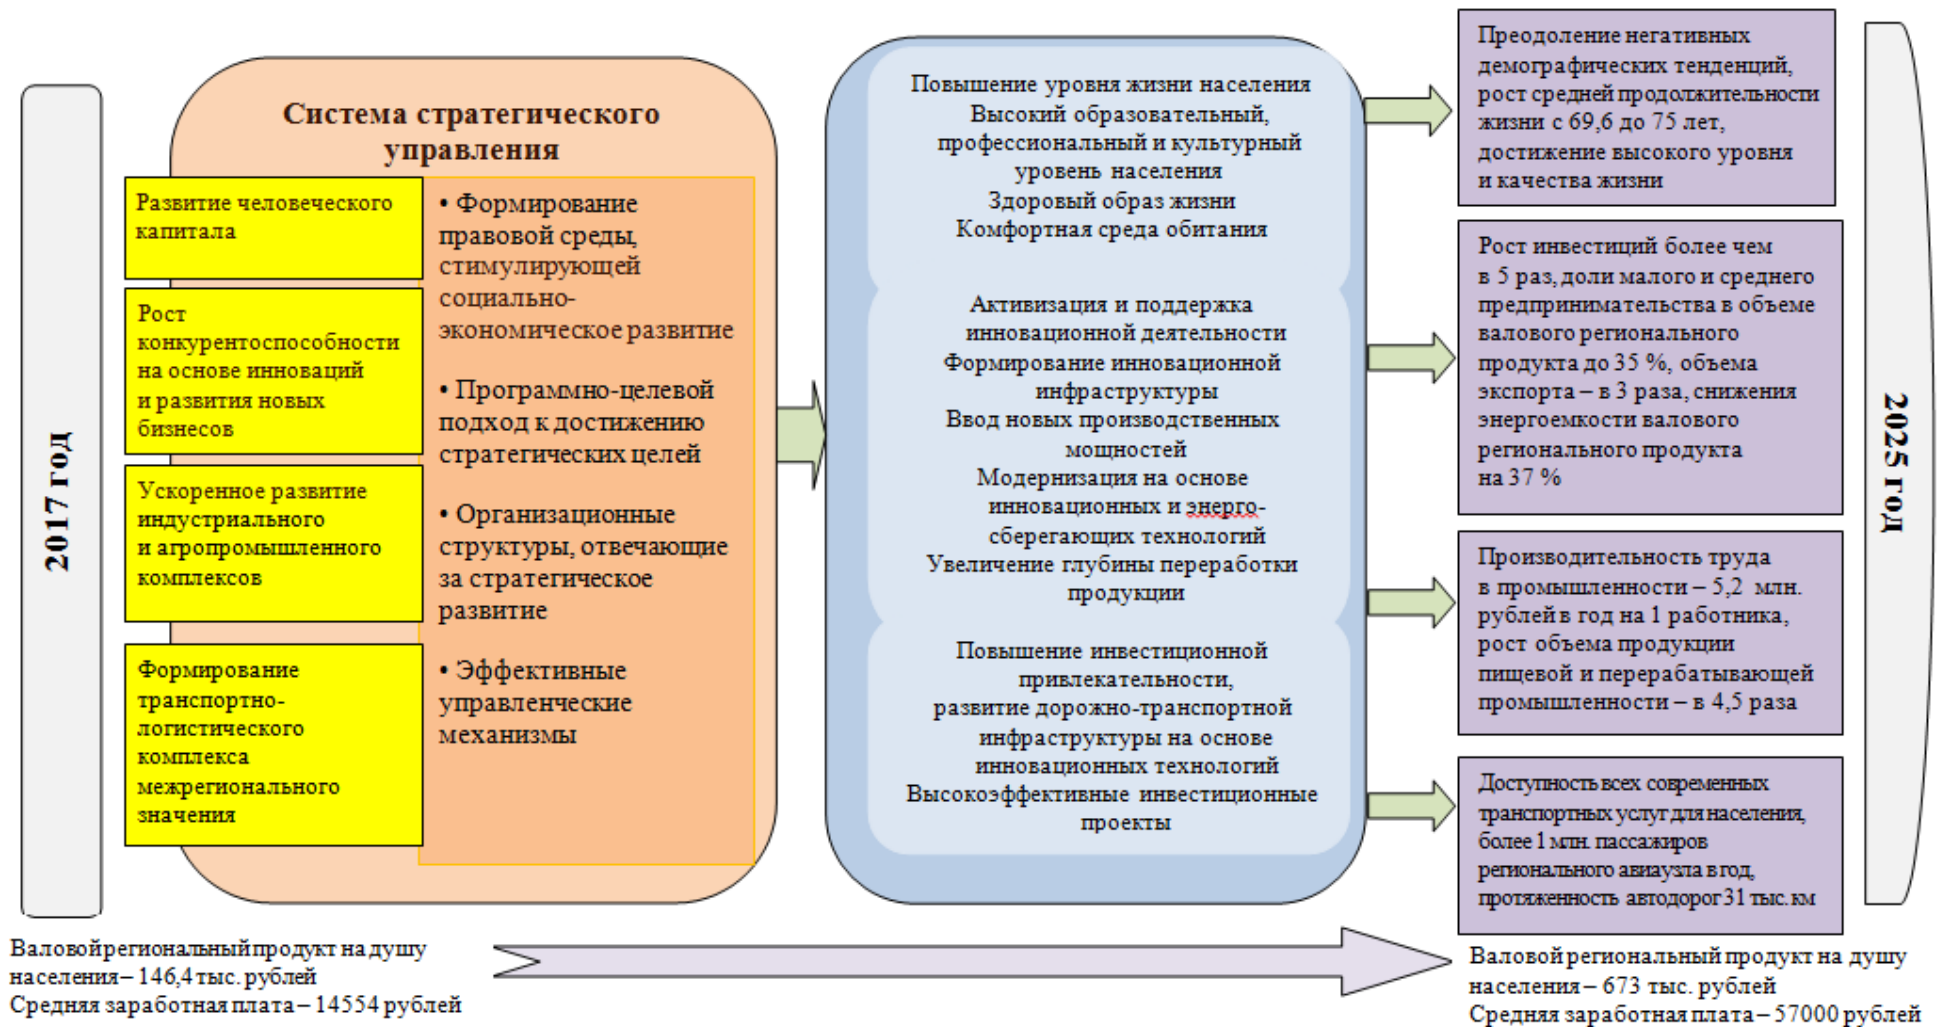 2017 год
Система стратегического
управления
Развитие человеческого
капитала
Рост
конкурентоспособности
на основе инноваций
и развития новых
бизнесов
Ускоренное развитие
индустриального
и агропромышленного
комплексов
Формирование
транспортно-
логистического
комплекса
межрегионального
значения
• Формирование
правовой среды,
стимулирующей
социально-
экономическое развитие
• Программно-целевой
подход к достижению
стратегических целей
• Организационные
структуры, отвечающие
за стратегическое
развитие
• Эффективные
управленческие
механизмы
Повышение уровня жизни населения
Высокий образовательный,
профессиональный и культурный
уровень населения
Здоровый образ жизни
Комфортная среда обитания
Активизация и поддержка
инновационной деятельности
Формирование инновационной
инфраструктуры
Ввод новых производственных
мощностей
Модернизация на основе
инновационных и энерго-
сберегающих технологий
Увеличение глубины переработки
продукции
Повышение инвестиционной
привлекательности,
развитие дорожно-транспортной
инфраструктуры на основе
инновационных технологий
Высокоэффективные инвестиционные
проекты
Преодоление негативных
демографических тенденций,
рост средней продолжительности
жизни с 69,6 до 75 лет,
достижение высокого уровня
и качества жизни
Рост инвестиций более чем
в 5 раз, доли малого и среднего
предпринимательства в объеме
валового регионального
продукта до 35 %, объема
экспорта – в 3 раза, снижения
энергоемкости валового
регионального продукта
на 37 %
Производительность труда
в промышленности – 5,2 млн.
рублей в год на 1 работника,
рост объема продукции
пищевой и перерабатывающей
промышленности – в 4,5 раза
Доступность всех современных
транспортных услуг для населения,
более 1 млн. пассажиров
регионального авиаузла в год,
протяженность автодорог 31 тыс. км
2025 год
Валовой региональный продукт на душу
населения – 146,4 тыс. рублей
Средняя заработная плата – 14554 рублей
Валовой региональный продукт на душу
населения – 673 тыс. рублей
Средняя заработная плата – 57000 рублей